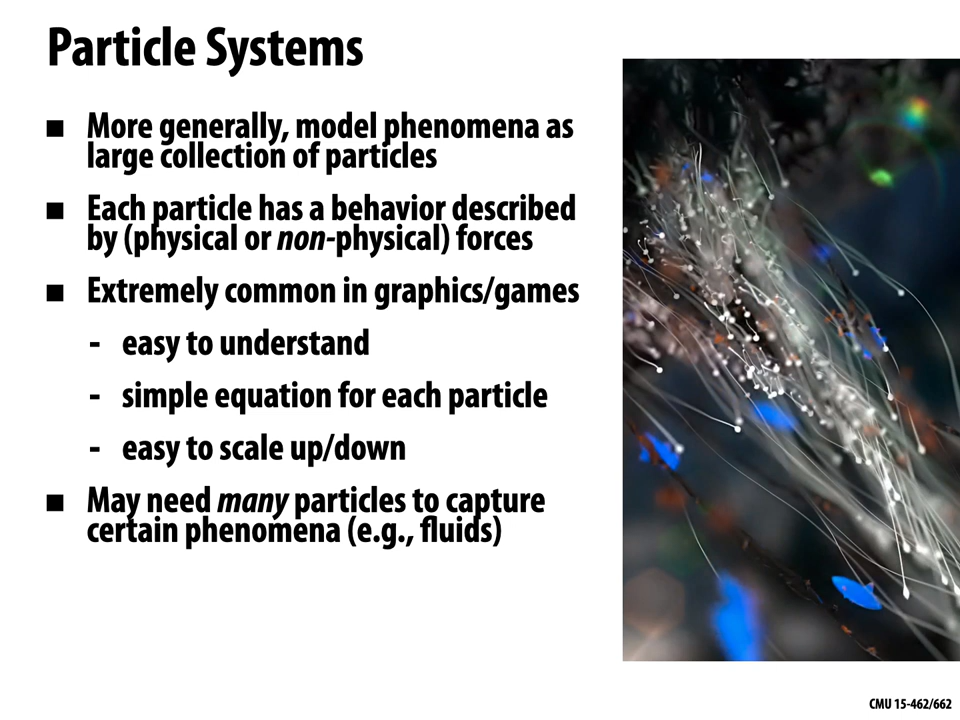 Particle Systems
■ More generally, model phenomena as
large collection of particles
■ Each particle has a behavior described
by (physical or non-physical) forces
■ Extremely common in graphics/games
- easy to understand
- simple equation for each particle
- easy to scale up/down
■ May need many particles to capture
certain phenomena (e.g., fluids)
CMU 15-462/662